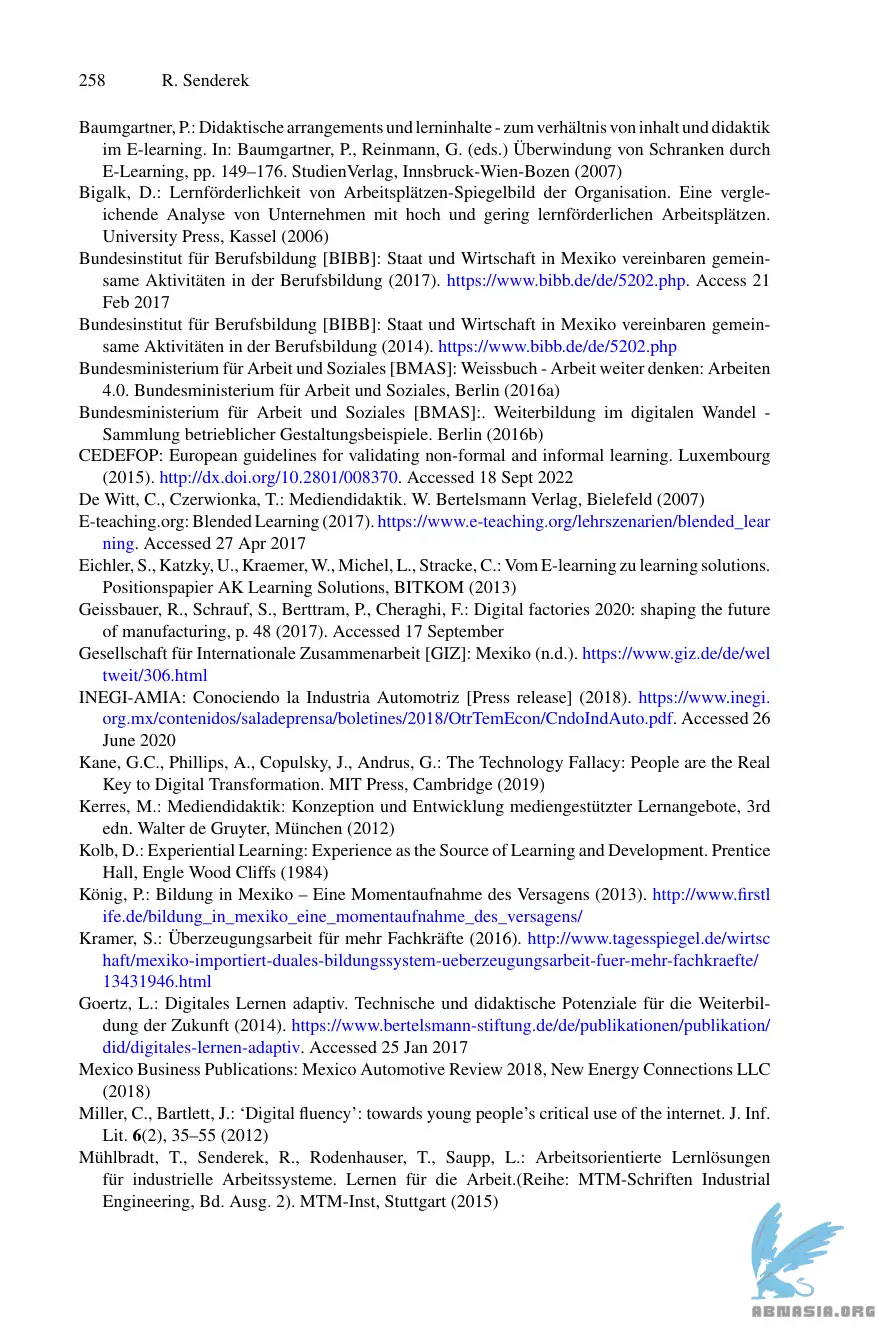 258 R. Senderek
Baumgartner, P.: Didaktische arrangements und lerninhalte - zum verhältnis von inhalt und didaktik
im E-learning. In: Baumgartner, P., Reinmann, G. (eds.) Überwindung von Schranken durch
E-Learning, pp. 149–176. StudienVerlag, Innsbruck-Wien-Bozen (2007)
Bigalk, D.: Lernförderlichkeit von Arbeitsplätzen-Spiegelbild der Organisation. Eine vergle-
ichende Analyse von Unternehmen mit hoch und gering lernförderlichen Arbeitsplätzen.
University Press, Kassel (2006)
Bundesinstitut für Berufsbildung [BIBB]: Staat und Wirtschaft in Mexiko vereinbaren gemein-
same Aktivitäten in der Berufsbildung (2017). https://www.bibb.de/de/5202.php. Access 21
Feb 2017
Bundesinstitut für Berufsbildung [BIBB]: Staat und Wirtschaft in Mexiko vereinbaren gemein-
same Aktivitäten in der Berufsbildung (2014). https://www.bibb.de/de/5202.php
Bundesministerium für Arbeit und Soziales [BMAS]: Weissbuch - Arbeit weiter denken: Arbeiten
4.0. Bundesministerium für Arbeit und Soziales, Berlin (2016a)
Bundesministerium für Arbeit und Soziales [BMAS]:. Weiterbildung im digitalen Wandel -
Sammlung betrieblicher Gestaltungsbeispiele. Berlin (2016b)
CEDEFOP: European guidelines for validating non-formal and informal learning. Luxembourg
(2015). http://dx.doi.org/10.2801/008370. Accessed 18 Sept 2022
De Witt, C., Czerwionka, T.: Mediendidaktik. W. Bertelsmann Verlag, Bielefeld (2007)
E-teaching.org: Blended Learning (2017). https://www.e-teaching.org/lehrszenarien/blended_lear
ning. Accessed 27 Apr 2017
Eichler, S., Katzky, U., Kraemer, W., Michel, L., Stracke, C.: Vom E-learning zu learning solutions.
Positionspapier AK Learning Solutions, BITKOM (2013)
Geissbauer, R., Schrauf, S., Berttram, P., Cheraghi, F.: Digital factories 2020: shaping the future
of manufacturing, p. 48 (2017). Accessed 17 September
Gesellschaft für Internationale Zusammenarbeit [GIZ]: Mexiko (n.d.). https://www.giz.de/de/wel
tweit/306.html
INEGI-AMIA: Conociendo la Industria Automotriz [Press release] (2018). https://www.inegi.
org.mx/contenidos/saladeprensa/boletines/2018/OtrTemEcon/CndoIndAuto.pdf. Accessed 26
June 2020
Kane, G.C., Phillips, A., Copulsky, J., Andrus, G.: The Technology Fallacy: People are the Real
Key to Digital Transformation. MIT Press, Cambridge (2019)
Kerres, M.: Mediendidaktik: Konzeption und Entwicklung mediengestützter Lernangebote, 3rd
edn. Walter de Gruyter, München (2012)
Kolb, D.: Experiential Learning: Experience as the Source of Learning and Development. Prentice
Hall, Engle Wood Cliffs (1984)
König, P.: Bildung in Mexiko – Eine Momentaufnahme des Versagens (2013). http://www.firstl
ife.de/bildung_in_mexiko_eine_momentaufnahme_des_versagens/
Kramer, S.: Überzeugungsarbeit für mehr Fachkräfte (2016). http://www.tagesspiegel.de/wirtsc
haft/mexiko-importiert-duales-bildungssystem-ueberzeugungsarbeit-fuer-mehr-fachkraefte/
13431946.html
Goertz, L.: Digitales Lernen adaptiv. Technische und didaktische Potenziale für die Weiterbil-
dung der Zukunft (2014). https://www.bertelsmann-stiftung.de/de/publikationen/publikation/
did/digitales-lernen-adaptiv. Accessed 25 Jan 2017
Mexico Business Publications: Mexico Automotive Review 2018, New Energy Connections LLC
(2018)
Miller, C., Bartlett, J.: ‘Digital fluency’: towards young people’s critical use of the internet. J. Inf.
Lit. 6(2), 35–55 (2012)
Mühlbradt, T., Senderek, R., Rodenhauser, T., Saupp, L.: Arbeitsorientierte Lernlösungen
für industrielle Arbeitssysteme. Lernen für die Arbeit.(Reihe: MTM-Schriften Industrial
Engineering, Bd. Ausg. 2). MTM-Inst, Stuttgart (2015)
ABNASIA.ORG